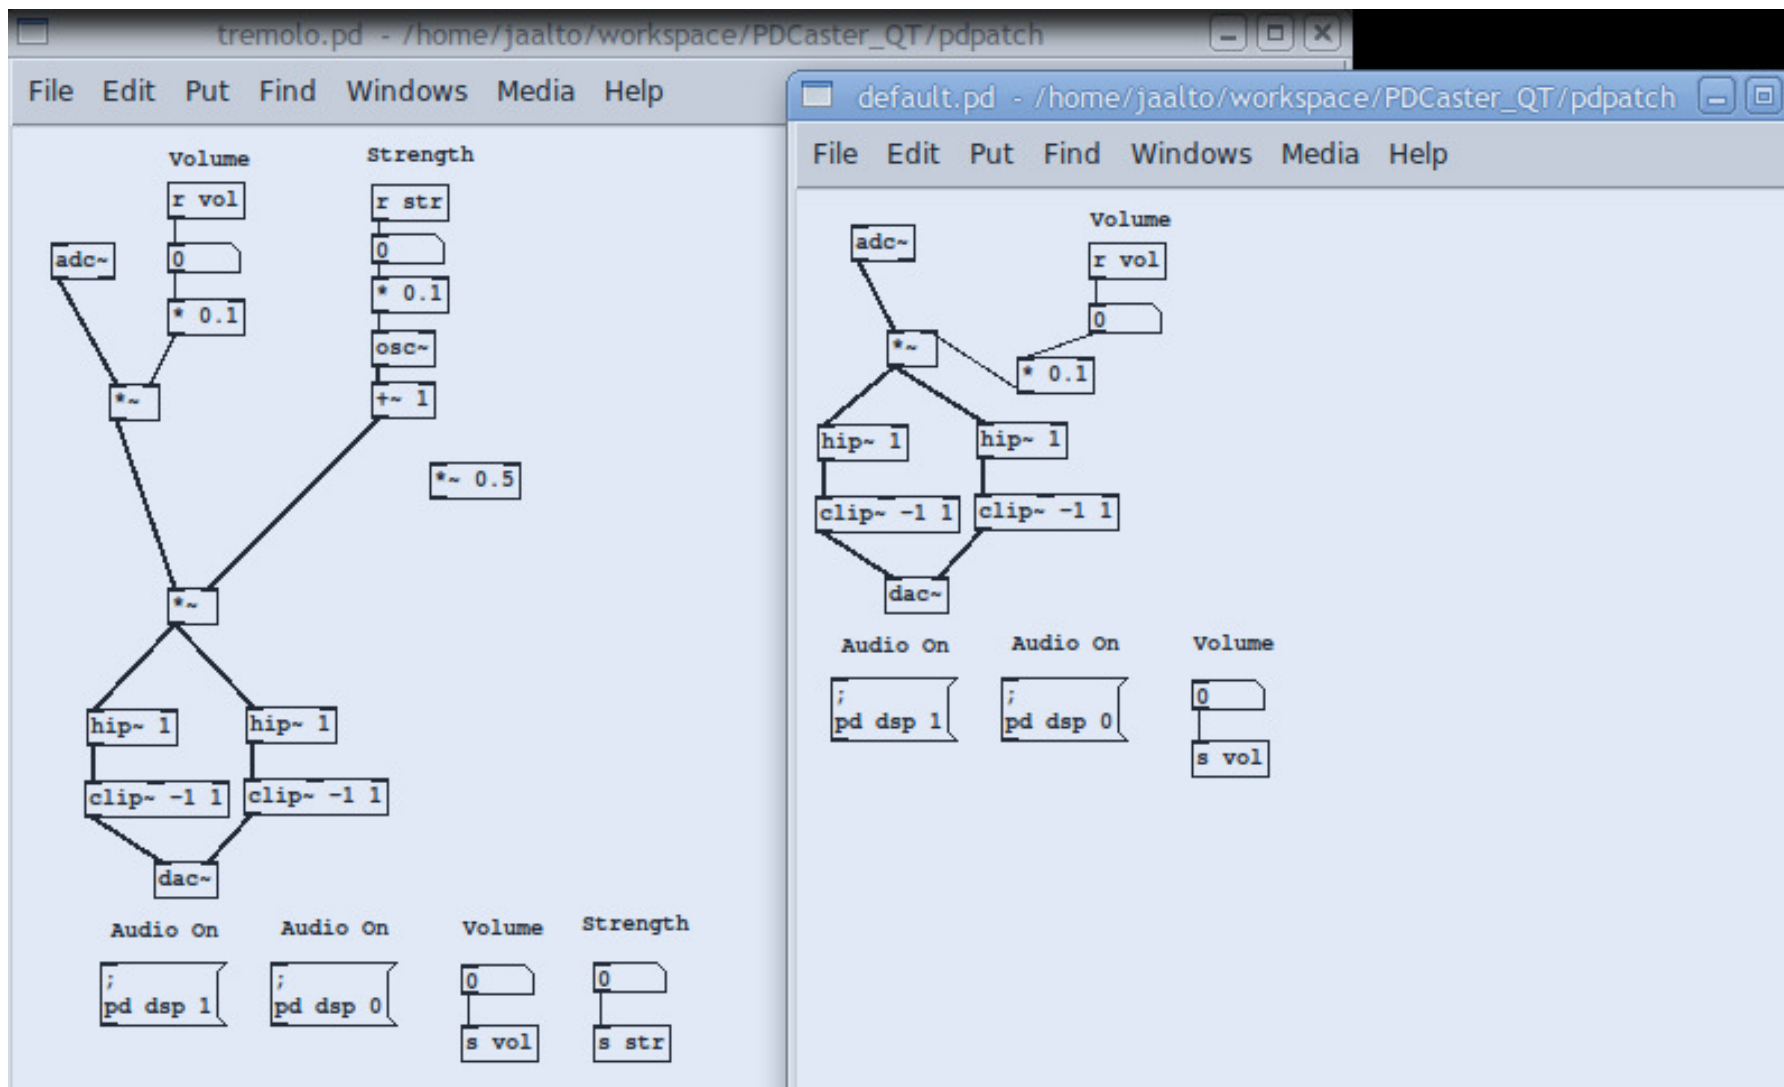 tremolo.pd - /home/jaalto/workspace/PDCaster_QT/pdpatch
File Edit Put Find Windows Media Help
Volume
Strength
r vol
r str
adc~
0
0
* 0.1
* 0.1
osc~
*~
+~ 1
*~ 0.5
*~
hip~ 1
hip~ 1
clip~ -1 1
clip~ -1 1
dac~
Audio On
Audio On
Volume
Strength
;
pd dsp 1
;
pd dsp 0
0
0
s vol
s str
default.pd - /home/jaalto/workspace/PDCaster_QT/pdpatch
File Edit Put Find Windows Media Help
Volume
adc~
r vol
0
*~
* 0.1
hip~ 1
hip~ 1
clip~ -1 1
clip~ -1 1
dac~
Audio On
Audio On
Volume
;
pd dsp 1
;
pd dsp 0
0
s vol